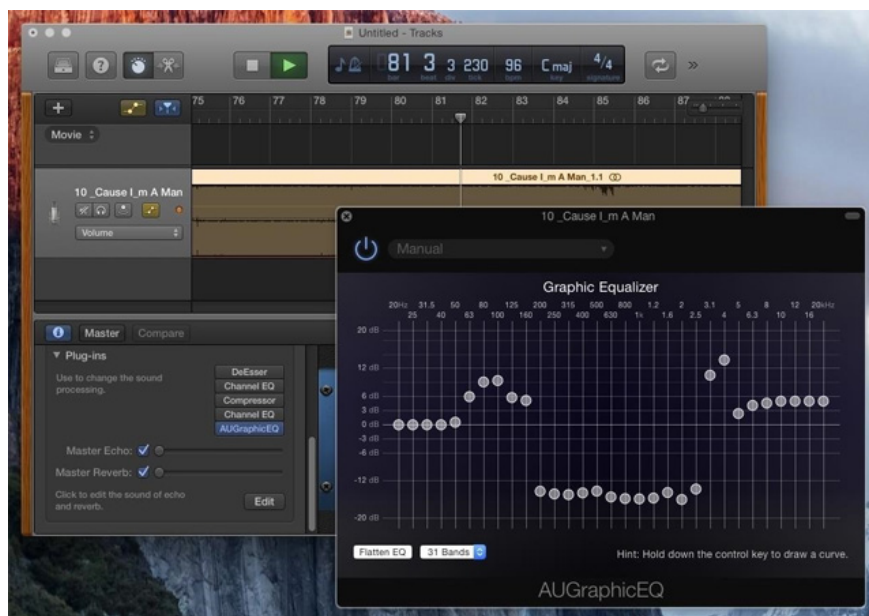 Untitled - Tracks
81 3 3 230 96 C maj 4/4
bar beat div tick bpm key signature
75 76 77 78 79 80 81 82 83 84 85 86 87
Movie
10 _Cause I_m A Man_1.1
10 _Cause I_m A Man
Volume
10 _Cause I_m A Man
Manual
Graphic Equalizer
20Hz 31.5 50 80 125 200 315 500 800 1.2 2 3.1 5 8 12 20kHz
25 40 63 100 160 250 400 630 1k 1.6 2.5 4 6.3 10 16
20 dB
12 dB
6 dB
3 dB
0 dB
-3 dB
-6 dB
-12 dB
-20 dB
Flatten EQ 31 Bands
Hint: Hold down the control key to draw a curve.
AUGraphicEQ
Master Compare
Plug-ins
Use to change the sound
processing.
DeEsser
Channel EQ
Compressor
Channel EQ
AUGraphicEQ
Master Echo:
Master Reverb:
Click to edit the sound of echo
and reverb.
Edit